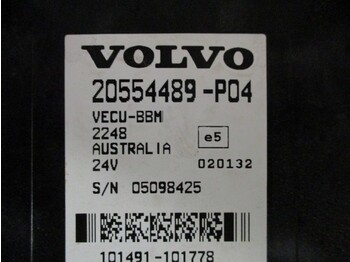 VOLVO
20554489-P04
VECU-BBM
2248 e5
AUSTRALIA
24V 020132
S/N 05098425
101491-101778